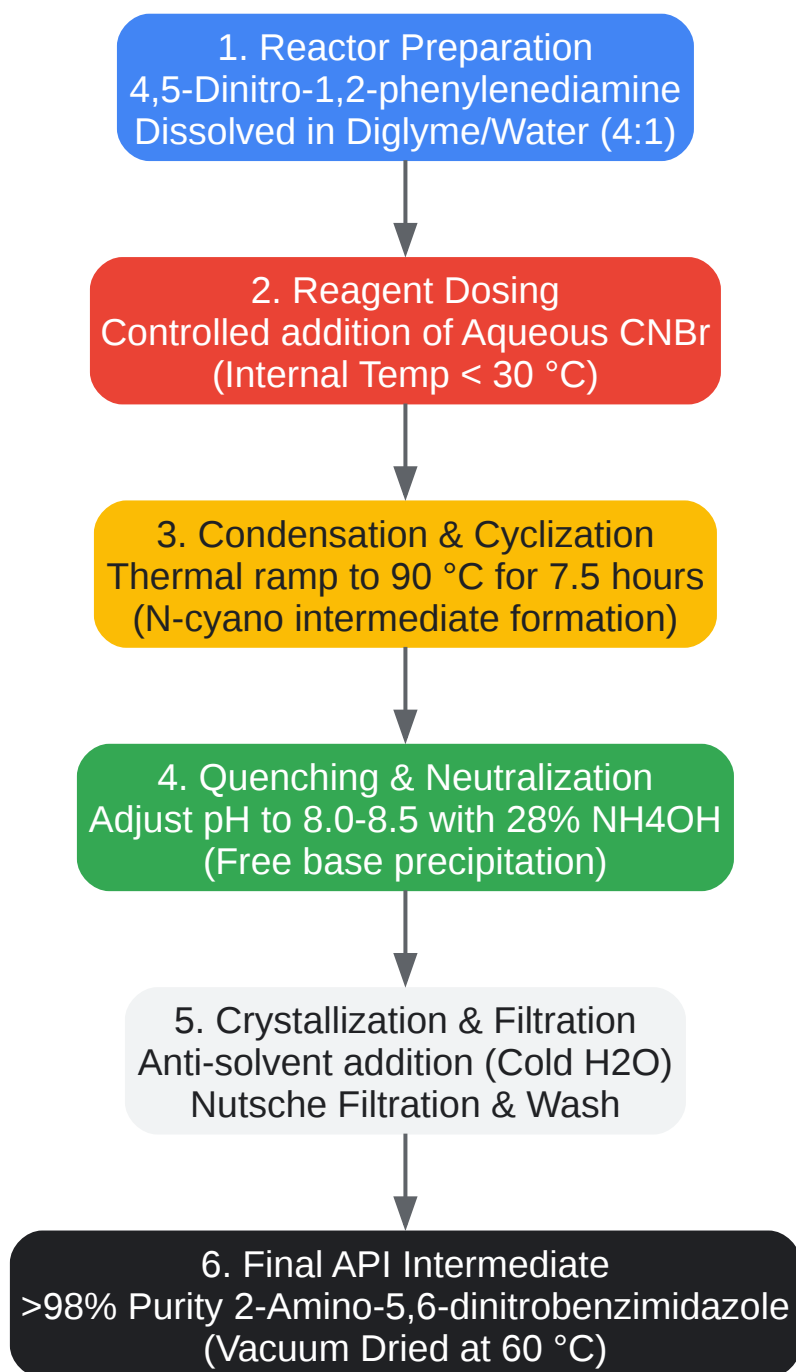 1. Reactor Preparation
4,5-Dinitro-1,2-phenylenediamine
Dissolved in Diglyme/Water (4:1)
2. Reagent Dosing
Controlled addition of Aqueous CNBr
(Internal Temp < 30 °C)
3. Condensation & Cyclization
Thermal ramp to 90 °C for 7.5 hours
(N-cyano intermediate formation)
4. Quenching & Neutralization
Adjust pH to 8.0-8.5 with 28% NH4OH
(Free base precipitation)
5. Crystallization & Filtration
Anti-solvent addition (Cold H2O)
Nutsche Filtration & Wash
6. Final API Intermediate
>98% Purity 2-Amino-5,6-dinitrobenzimidazole
(Vacuum Dried at 60 °C)